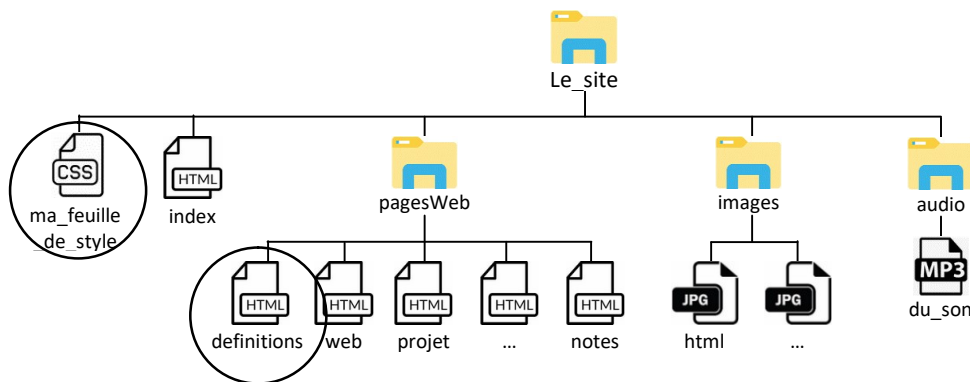 Le_site
CSS
ma_feuille
_de_style
HTML
index
pagesWeb
images
audio
HTML
definitions
HTML
web
HTML
projet
HTML
...
HTML
notes
JPG
html
JPG
...
MP3
du_son